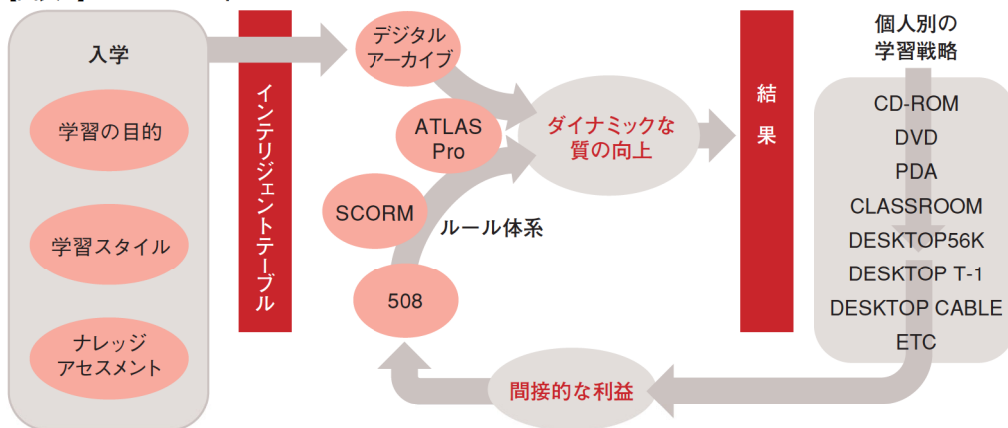 入学
学習の目的
学習スタイル
ナレッジ
アセスメント
インテリジェントテーブル
デジタル
アーカイブ
ATLAS
Pro
SCORM
508
ルール体系
ダイナミックな
質の向上
間接的な利益
結果
個人別の
学習戦略
CD-ROM
DVD
PDA
CLASSROOM
DESKTOP56K
DESKTOP T-1
DESKTOP CABLE
ETC